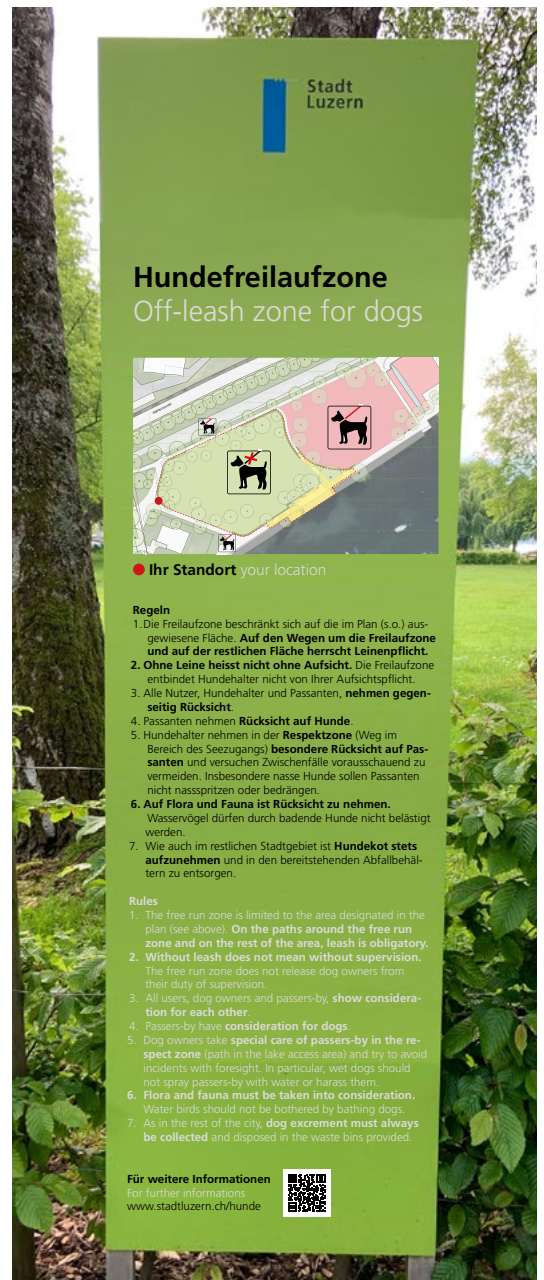 Stadt
Luzern
Hundefreilaufzone
Off-leash zone for dogs
Ihr Standort your location
Regeln
1.Die Freilaufzone beschränkt sich auf die im Plan (s.o.) aus-
gewiesene Fläche. Auf den Wegen um die Freilaufzone
und auf der restlichen Fläche herrscht Leinenpflicht.
2. Ohne Leine heisst nicht ohne Aufsicht. Die Freilaufzone
entbindet Hundehalter nicht von Ihrer Aufsichtspflicht.
3. Alle Nutzer, Hundehalter und Passanten, nehmen gegen-
seitig Rücksicht.
4. Passanten nehmen Rücksicht auf Hunde.
5. Hundehalter nehmen in der Respektzone (Weg im
Bereich des Seezugangs) besondere Rücksicht auf Pas-
santen und versuchen Zwischenfälle vorausschauend zu
vermeiden. Insbesondere nasse Hunde sollen Passanten
nicht nassspritzen oder bedrängen.
6. Auf Flora und Fauna ist Rücksicht zu nehmen.
Wasservögel dürfen durch badende Hunde nicht belästigt
werden.
7. Wie auch im restlichen Stadtgebiet ist Hundekot stets
aufzunehmen und in den bereitstehenden Abfallbehäl-
tern zu entsorgen.
Rules
1. The free run zone is limited to the area designated in the
plan (see above). On the paths around the free run
zone and on the rest of the area, leash is obligatory.
2. Without leash does not mean without supervision.
The free run zone does not release dog owners from
their duty of supervision.
3. All users, dog owners and passers-by, show considera-
tion for each other.
4. Passers-by have consideration for dogs.
5. Dog owners take special care of passers-by in the re-
spect zone (path in the lake access area) and try to avoid
incidents with foresight. In particular, wet dogs should
not spray passers-by with water or harass them.
6. Flora and fauna must be taken into consideration.
Water birds should not be bothered by bathing dogs.
7. As in the rest of the city, dog excrement must always
be collected and disposed in the waste bins provided.
Für weitere Informationen
For further informations
www.stadtluzern.ch/hunde